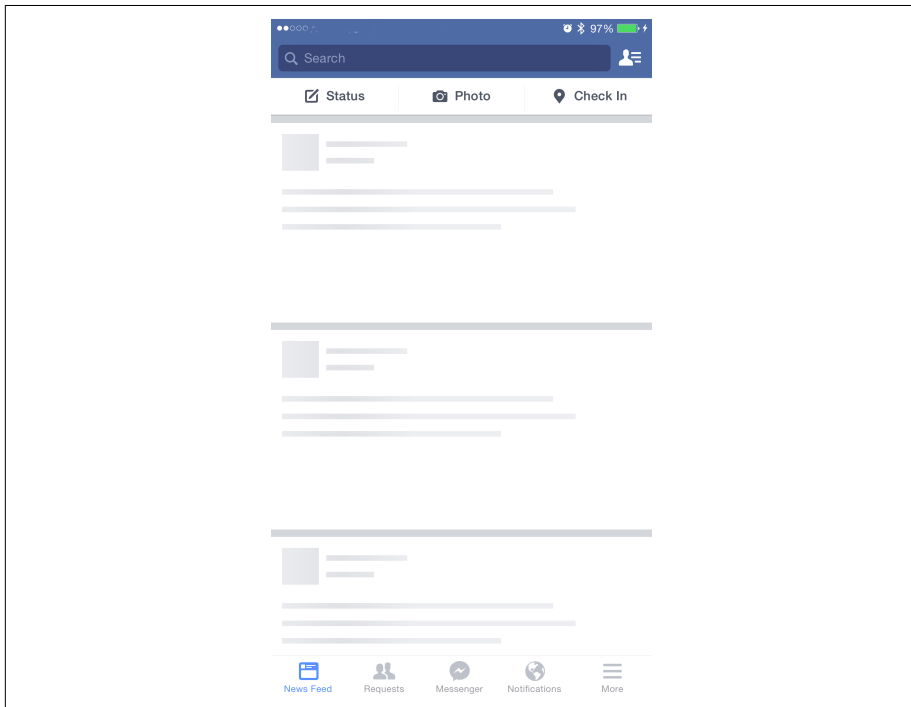 97%
Search
Status Photo Check In
News Feed Requests Messenger Notifications More